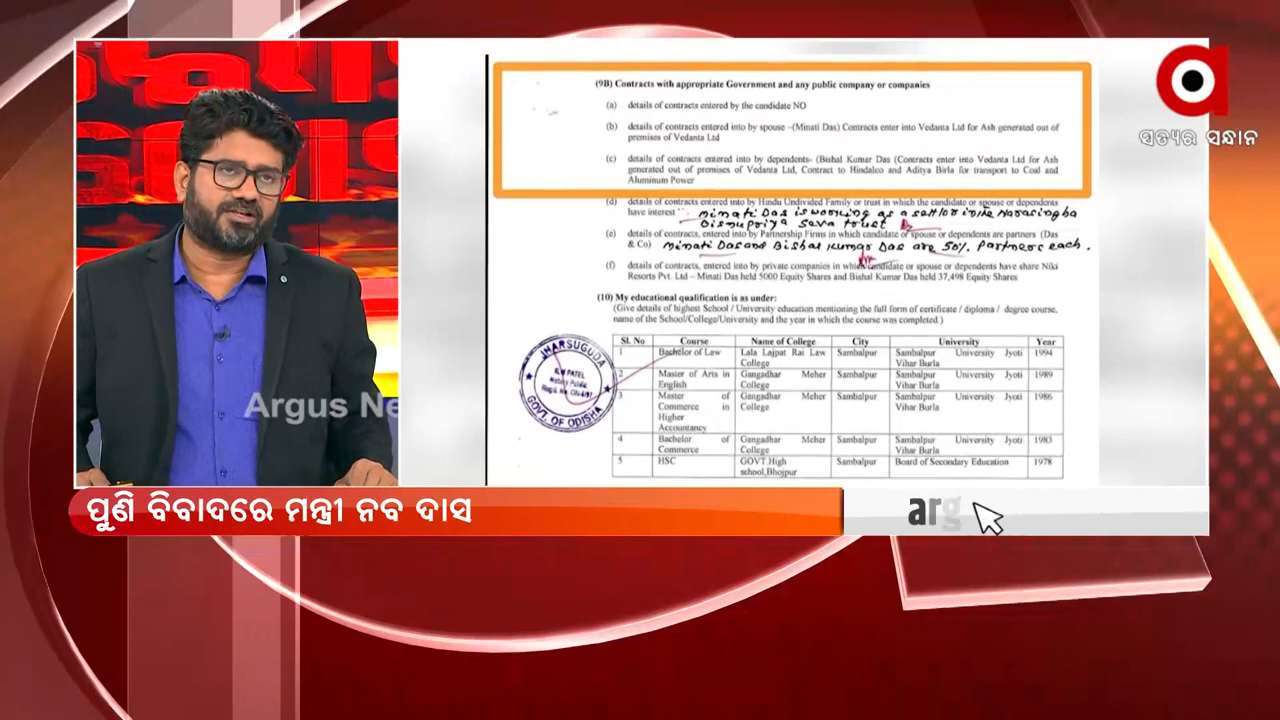 (9B) Contracts with appropriate Government and any public company or companies
(a) details of contracts entered by the candidate NO
(b) details of contracts entered into by spouse –(Minati Das) Contracts enter into Vedanta Ltd for Ash generated out of
premises of Vedanta Ltd
(c) details of contracts entered into by dependents- (Bishal Kumar Das (Contracts enter into Vedanta Ltd for Ash
generated out of premises of Vedanta Ltd, Contract to Hindalco and Aditya Birla for transport to Coal and
Aluminum Power
(d) details of contracts entered into by Hindu Undivided Family or trust in which the candidate or spouse or dependents
have interest Minati Das is working as a in the Narasingha
Bisnupriya Seva trust
(e) details of contracts, entered into by Partnership Firms in which candidate or spouse or dependents are partners (Das
& Co) Minati Das and Bishal Kumar Das are 50% partners each.
(f) details of contracts, entered into by private companies in which candidate or spouse or dependents have share Niki
Resorts Pvt. Ltd – Minati Das held 5000 Equity Shares and Bishal Kumar Das held 37,498 Equity Shares
(10) My educational qualification is as under:
(Give details of highest School / University education mentioning the full form of certificate / diploma / degree course,
name of the School/College/University and the year in which the course was completed.)
Sl. No Course Name of College City University Year
1 Bachelor of Law Lala Lajpat Rai Law College Sambalpur Sambalpur University Jyoti Vihar Burla 1994
2 Master of Arts in English Gangadhar Meher College Sambalpur Sambalpur University Jyoti Vihar Burla 1989
3 Master of Commerce in Higher Accountancy Gangadhar Meher College Sambalpur Sambalpur University Jyoti Vihar Burla 1986
4 Bachelor of Commerce Gangadhar Meher College Sambalpur Sambalpur University Jyoti Vihar Burla 1983
5 HSC GOVT.High school,Bhojpur Sambalpur Board of Secondary Education 1978
JHARSUGUDA
PATEL
Notary Public
GOVT OF ODISHA
Argus Ne
ସତ୍ୟର ସନ୍ଧାନ
ପୁଣି ବିବାଦରେ ମନ୍ତ୍ରୀ ନବ ଦାସ
arg